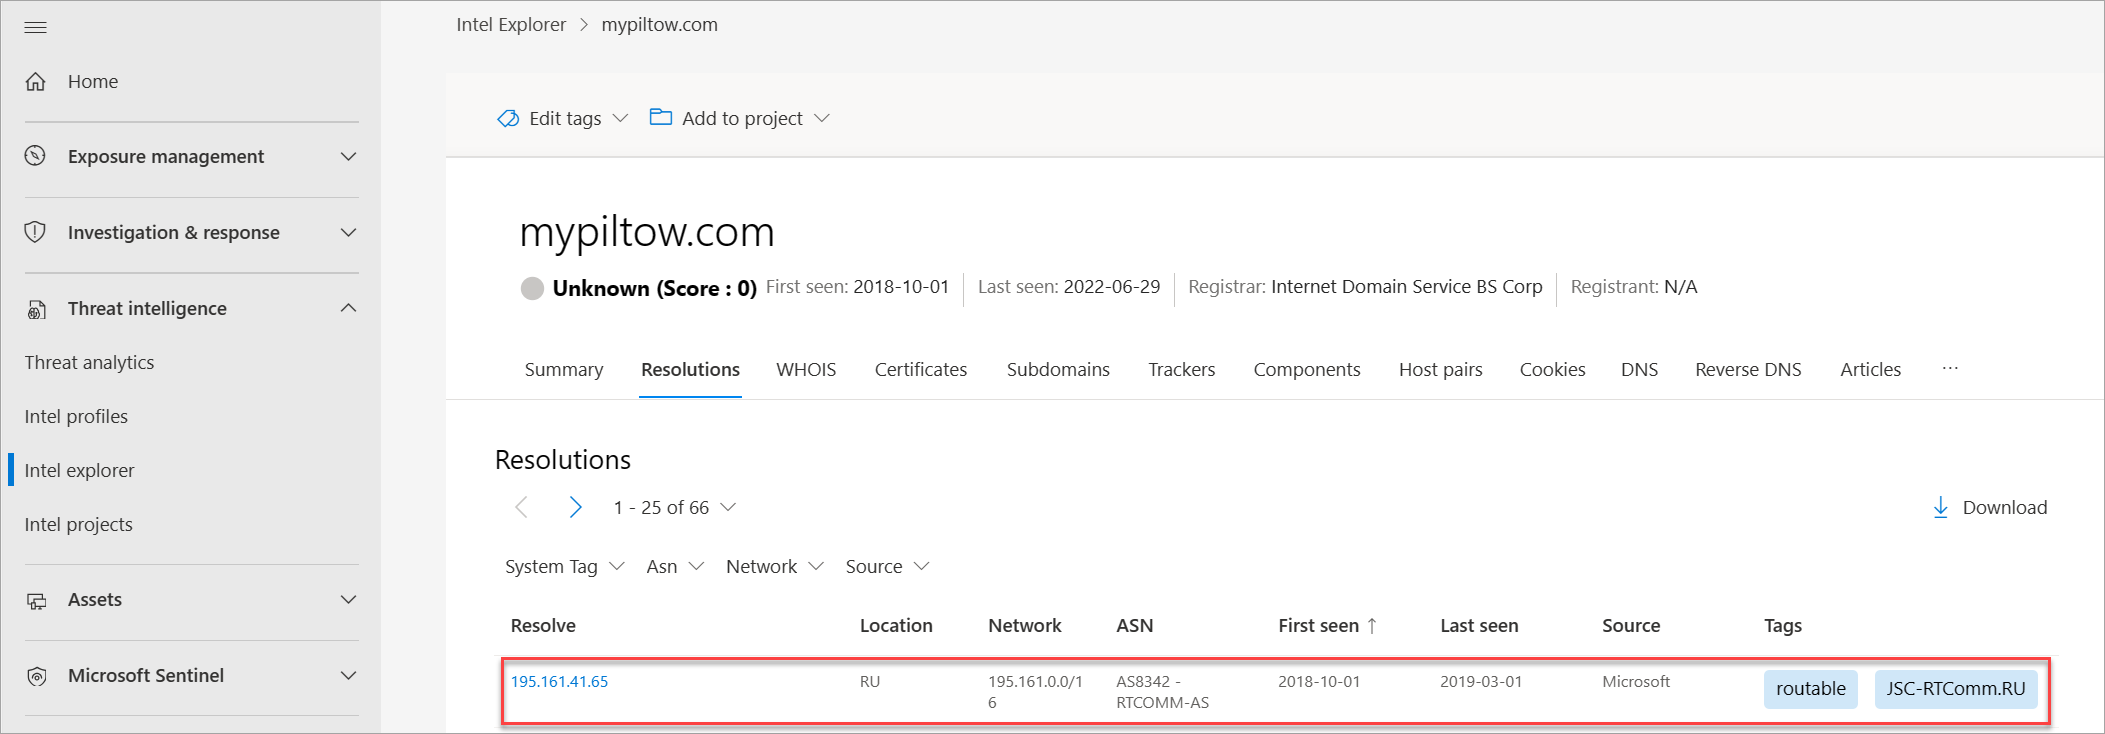 Intel Explorer > mypiltow.com
Home
Exposure management
Investigation & response
Threat intelligence
Threat analytics
Intel profiles
Intel explorer
Intel projects
Assets
Microsoft Sentinel
Edit tags Add to project
mypiltow.com
Unknown (Score : 0) First seen: 2018-10-01 Last seen: 2022-06-29 Registrar: Internet Domain Service BS Corp Registrant: N/A
Summary Resolutions WHOIS Certificates Subdomains Trackers Components Host pairs Cookies DNS Reverse DNS Articles ...
Resolutions
1 - 25 of 66 Download
System Tag Asn Network Source
Resolve Location Network ASN First seen ↑ Last seen Source Tags
195.161.41.65 RU 195.161.0.0/1 AS8342 - 2018-10-01 2019-03-01 Microsoft routable JSC-RTComm.RU
6 RTCOMM-AS